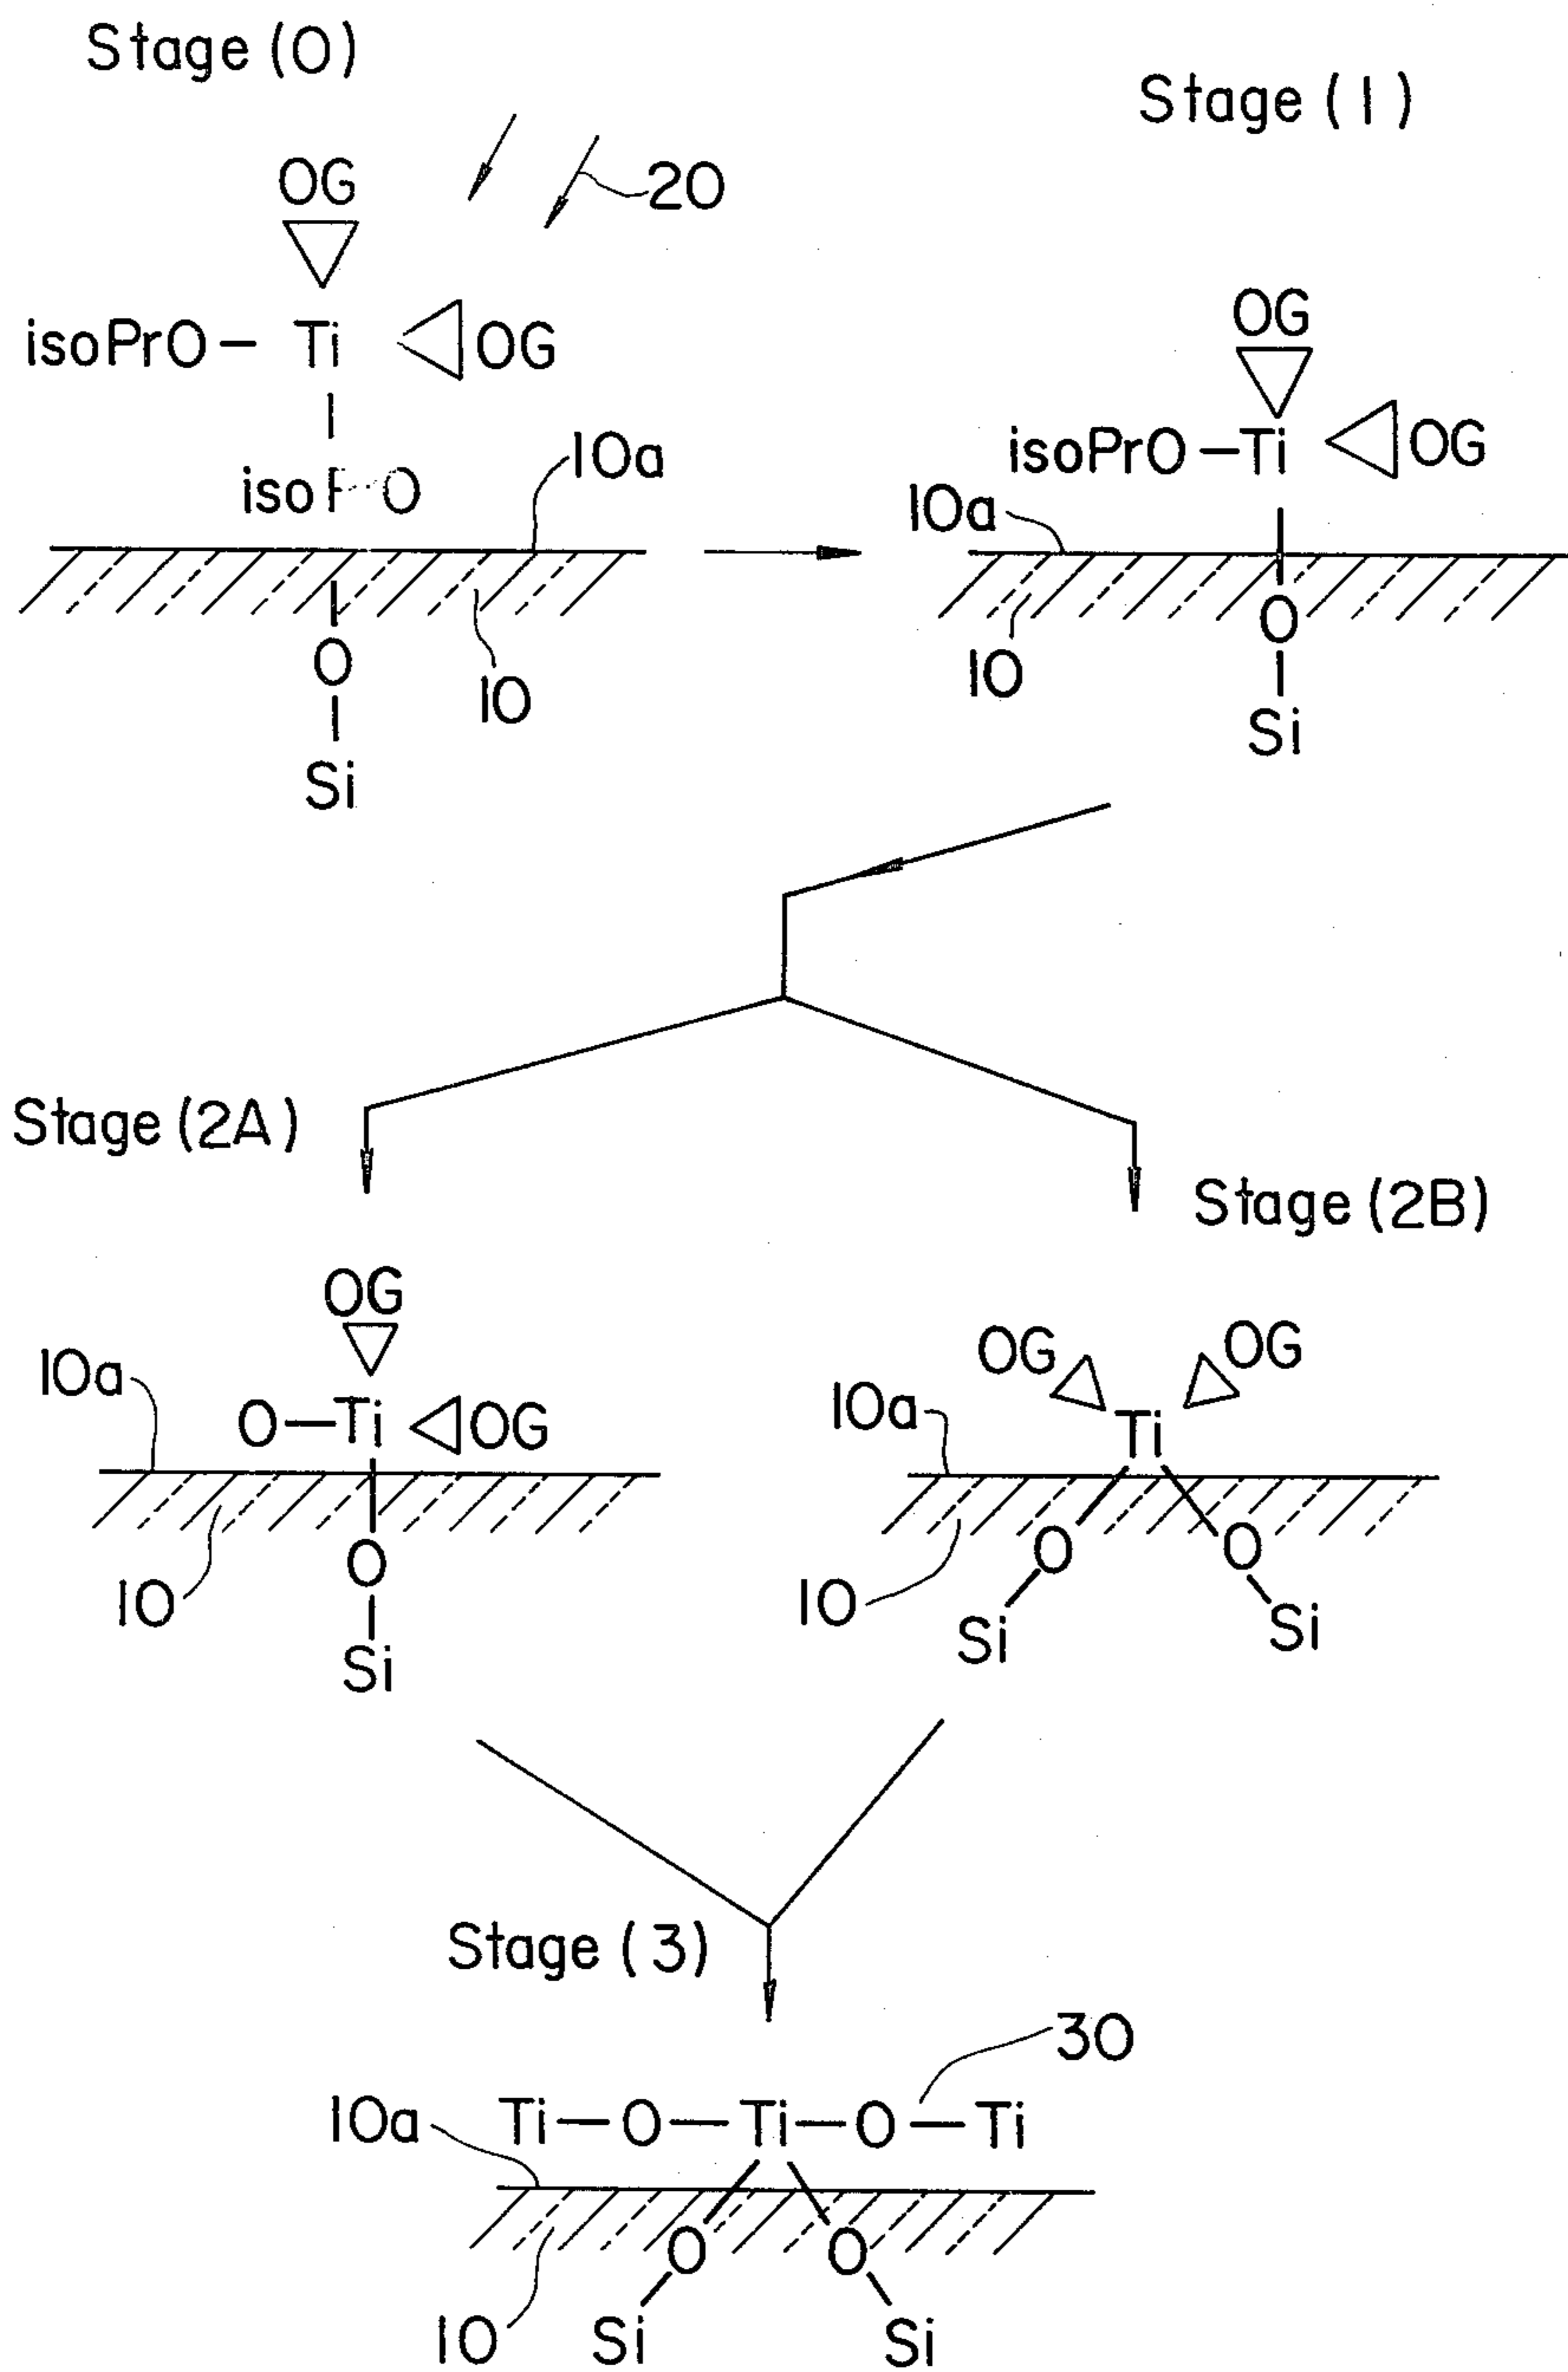 Stage (0)
OG
20
isoPrO – Ti OG
iso O
10a
O
10
Si
Stage (1)
OG
isoPrO – Ti OG
10a
O
10
Si
Stage (2A)
OG
10a
O – Ti OG
O
10
Si
Stage (2B)
OG OG
10a
Ti
O O
10
Si Si
Stage (3)
30
10a
Ti – O – Ti – O – Ti
O O
10
Si Si